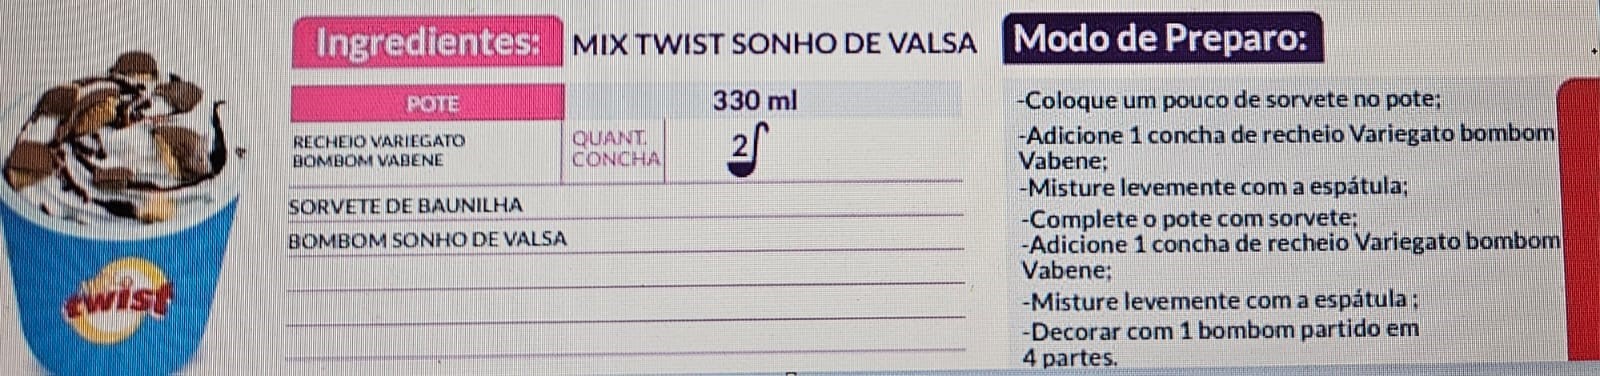 Ingredientes: MIX TWIST SONHO DE VALSA
POTE 330 ml
RECHEIO VARIEGATO
BOMBOM VABENE
QUANT.
CONCHA
2
SORVETE DE BAUNILHA
BOMBOM SONHO DE VALSA
twist
Modo de Preparo:
-Coloque um pouco de sorvete no pote;
-Adicione 1 concha de recheio Variegato bombom
Vabene;
-Misture levemente com a espátula;
-Complete o pote com sorvete;
-Adicione 1 concha de recheio Variegato bombom
Vabene;
-Misture levemente com a espátula ;
-Decorar com 1 bombom partido em
4 partes.